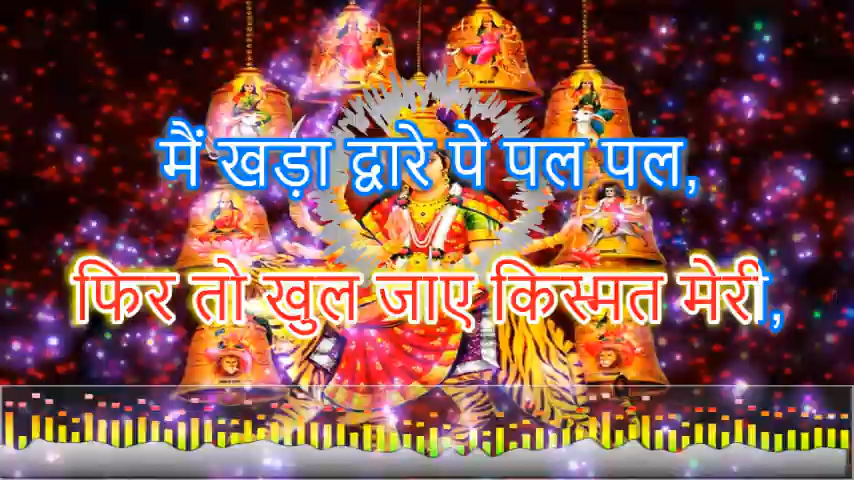 मैं खड़ा द्वारे पे पल पल,
फिर तो खुल जाए किस्मत मेरी,